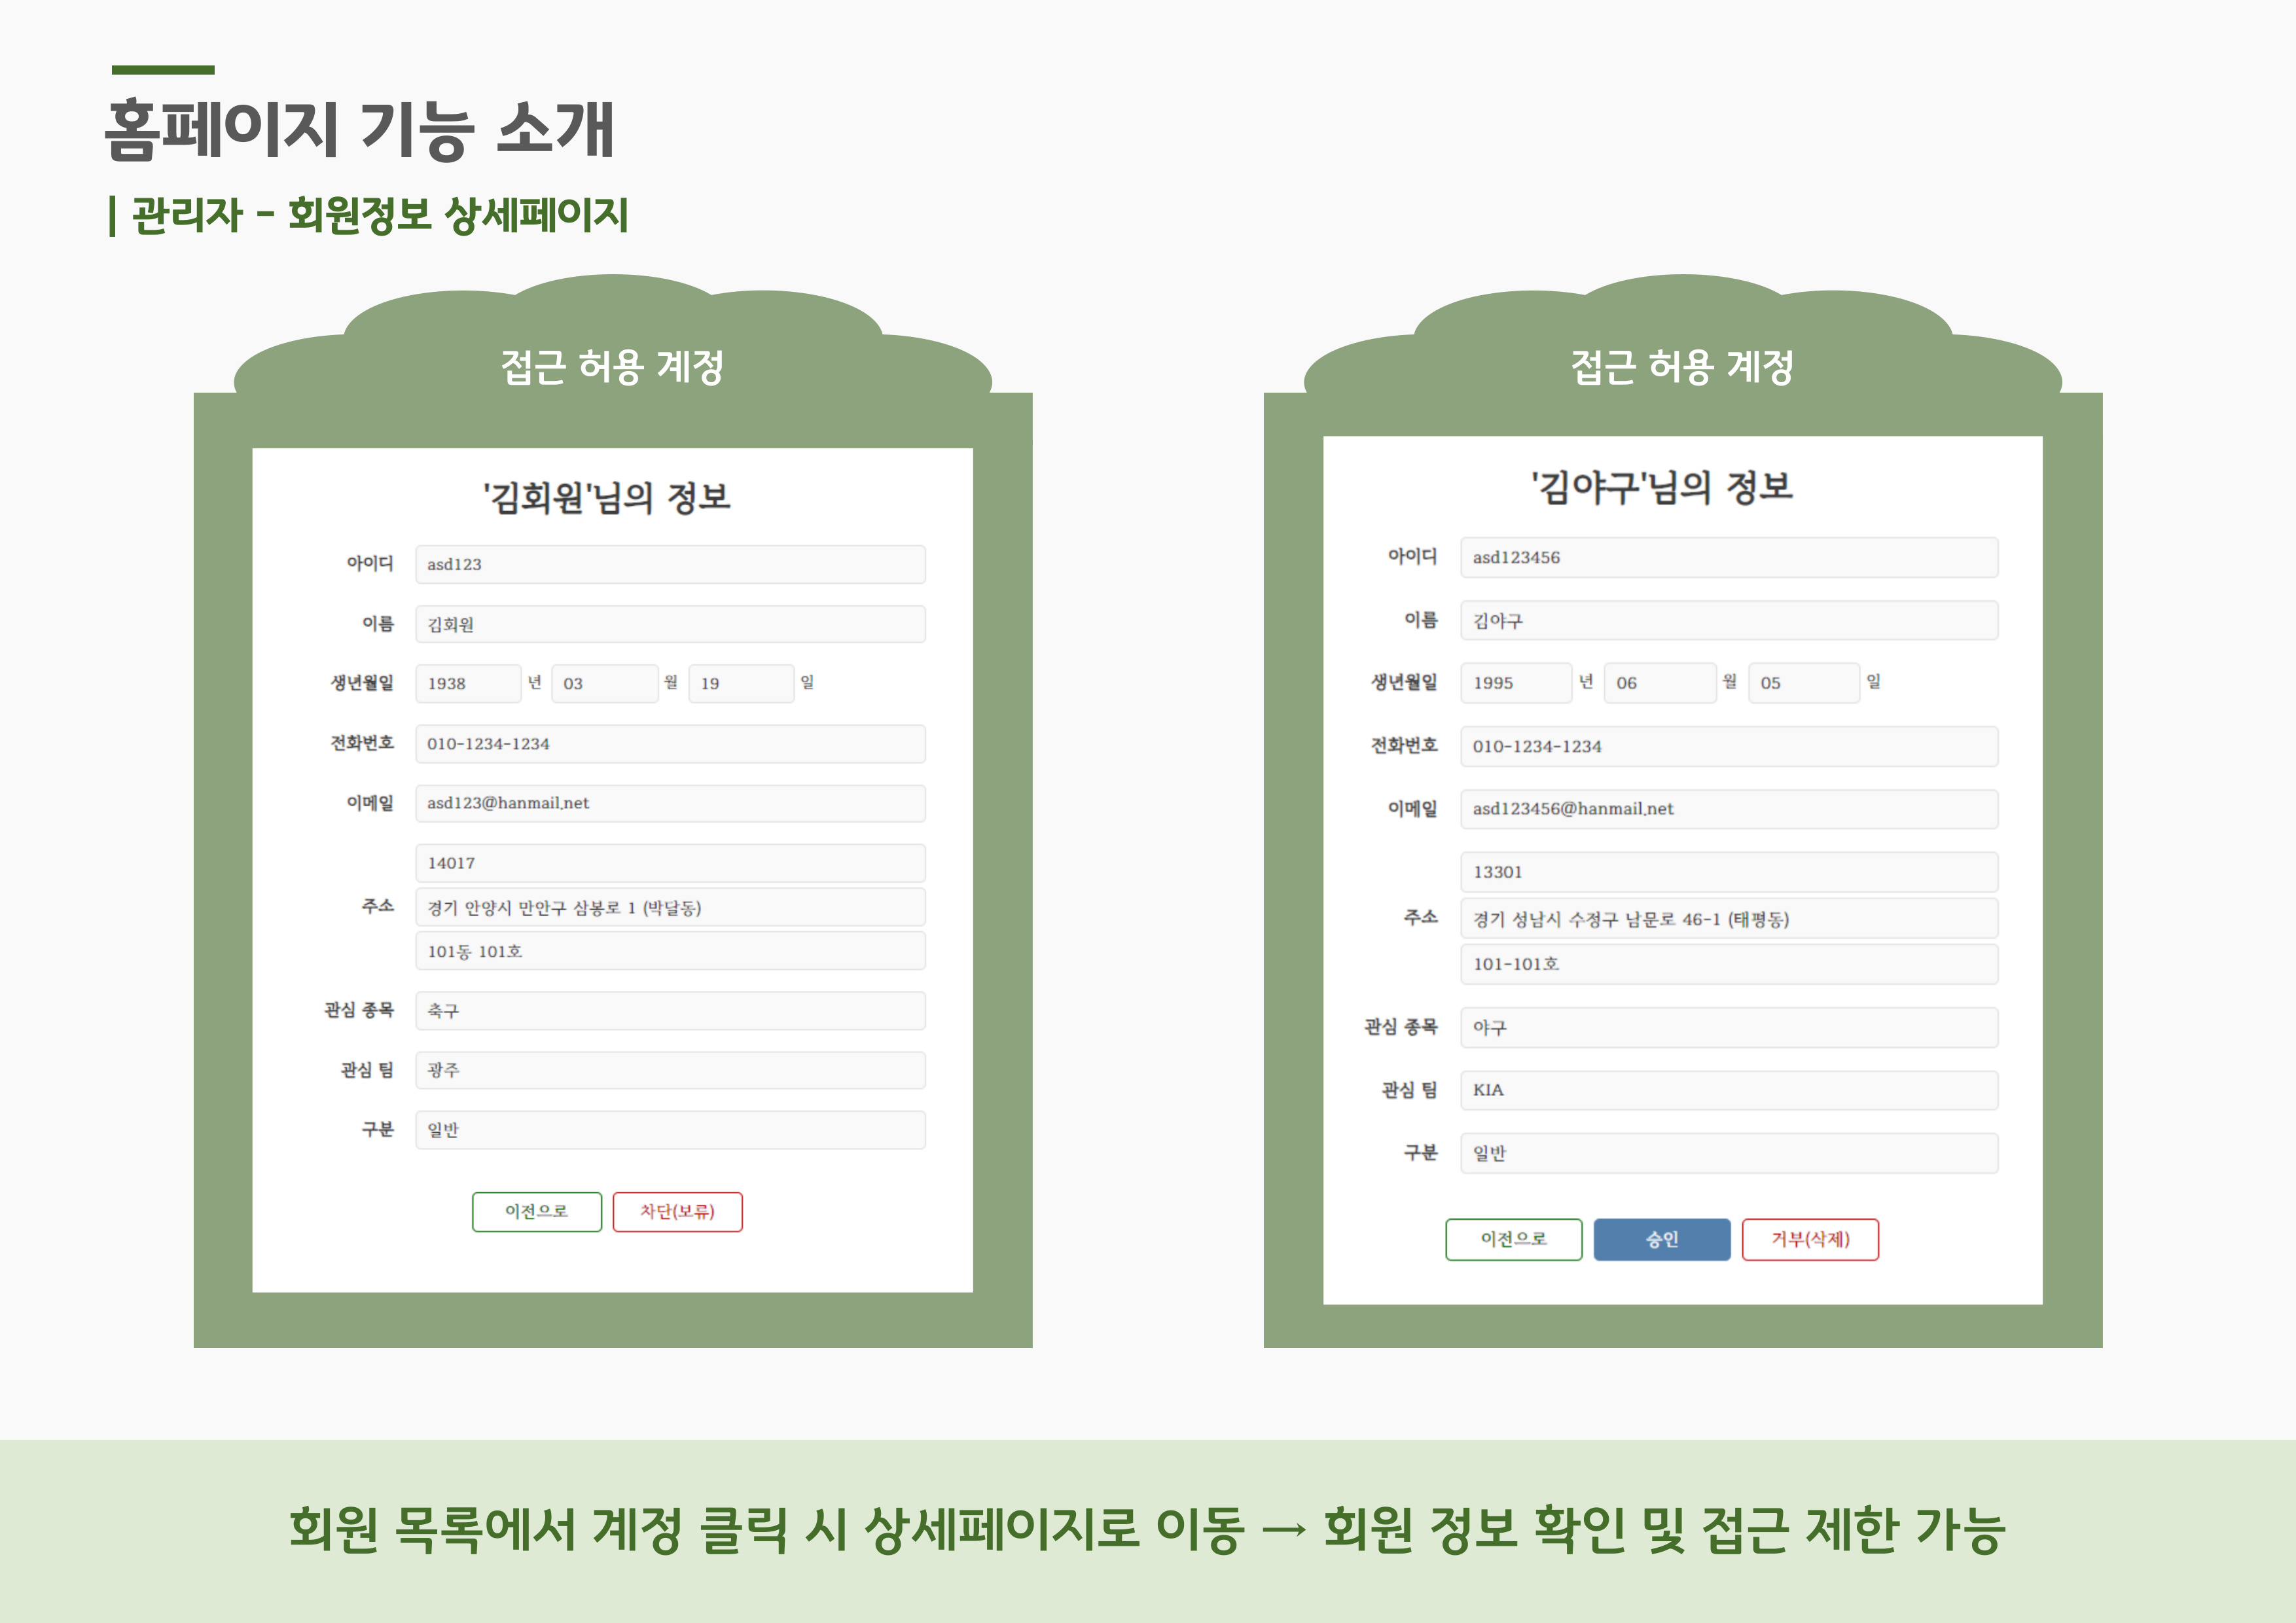 홈페이지 기능 소개
| 관리자 - 회원정보 상세페이지
접근 허용 계정
'김회원'님의 정보
아이디 asd123
이름 김회원
생년월일 1938 년 03 월 19 일
전화번호 010-1234-1234
이메일 asd123@hanmail.net
14017
주소 경기 안양시 만안구 삼봉로 1 (박달동)
101동 101호
관심 종목 축구
관심 팀 광주
구분 일반
이전으로 차단(보류)
접근 허용 계정
'김야구'님의 정보
아이디 asd123456
이름 김야구
생년월일 1995 년 06 월 05 일
전화번호 010-1234-1234
이메일 asd123456@hanmail.net
13301
주소 경기 성남시 수정구 남문로 46-1 (태평동)
101-101호
관심 종목 야구
관심 팀 KIA
구분 일반
이전으로 승인 거부(삭제)
회원 목록에서 계정 클릭 시 상세페이지로 이동 → 회원 정보 확인 및 접근 제한 가능